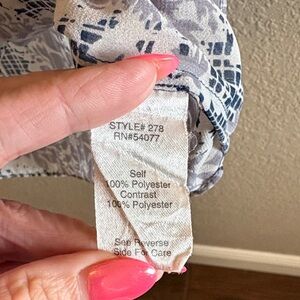 STYLE# 278
RN#54077
Self
100% Polyester
Contrast
100% Polyester
See Reverse
Side For Care